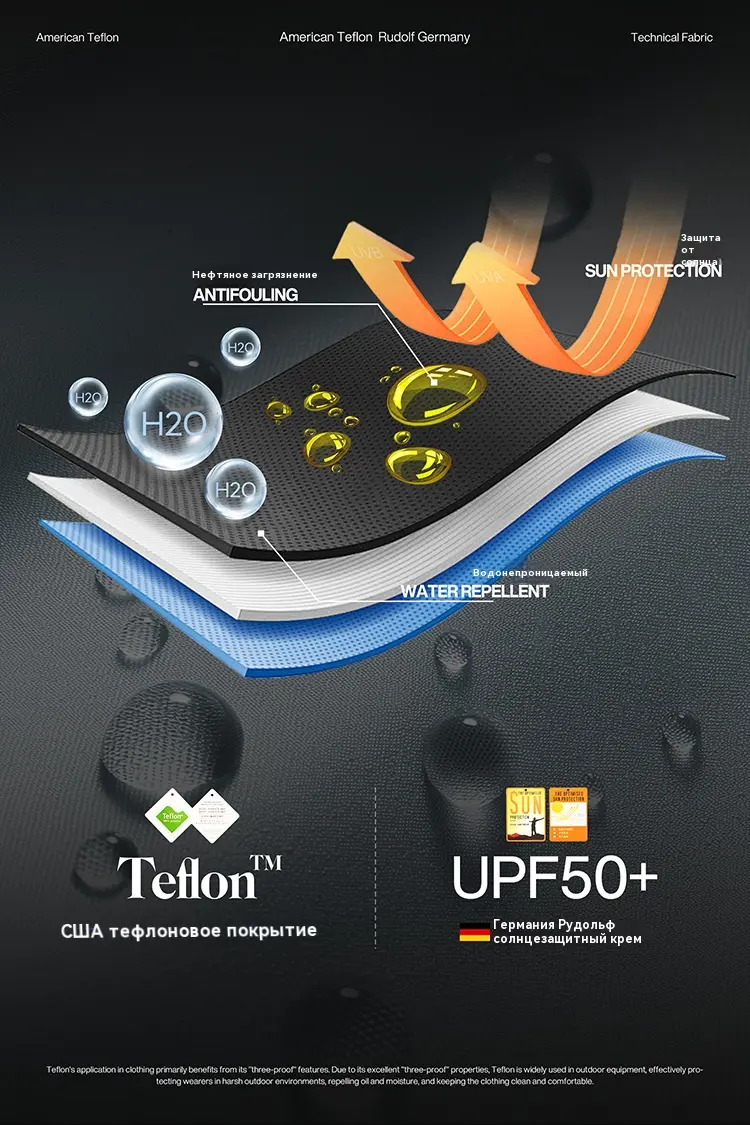 American Teflon
American Teflon Rudolf Germany
Technical Fabric
Защита
от
солнца
SUN PROTECTION
UVB
UVA
Нефтяное загрязнение
ANTIFOULING
H2O
H2O
H2O
H2O
Водонепроницаемый
WATER REPELLENT
Teflon
SUN
PROTECTION
SUN PROTECTION
Teflon™
UPF50+
США тефлоновое покрытие
Германия Рудольф
солнцезащитный крем
Teflon's application in clothing primarily benefits from its "three-proof" features. Due to its excellent "three-proof" properties, Teflon is widely used in outdoor equipment, effectively pro-
tecting wearers in harsh outdoor environments, repelling oil and moisture, and keeping the clothing clean and comfortable.